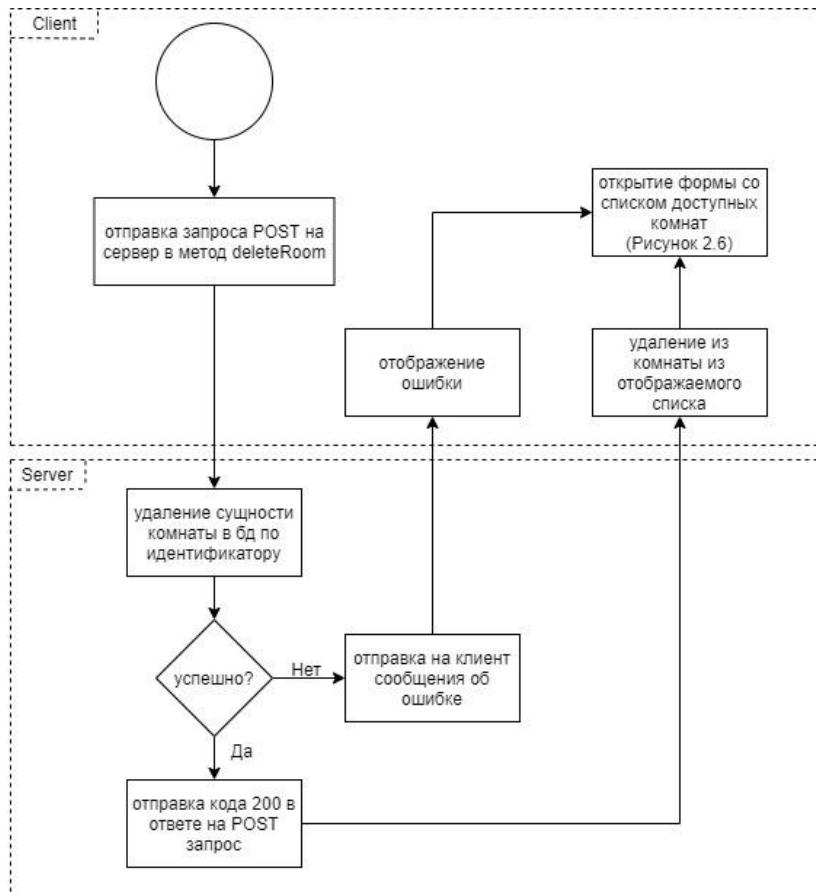 Client
отправка запроса POST на
сервер в метод deleteRoom
открытие формы со
списком доступных
комнат
(Рисунок 2.6)
отображение
ошибки
удаление из
комнаты из
отображаемого
списка
Server
удаление сущности
комнаты в бд по
идентификатору
успешно?
Нет
отправка на клиент
сообщения об
ошибке
Да
отправка кода 200 в
ответе на POST
запрос